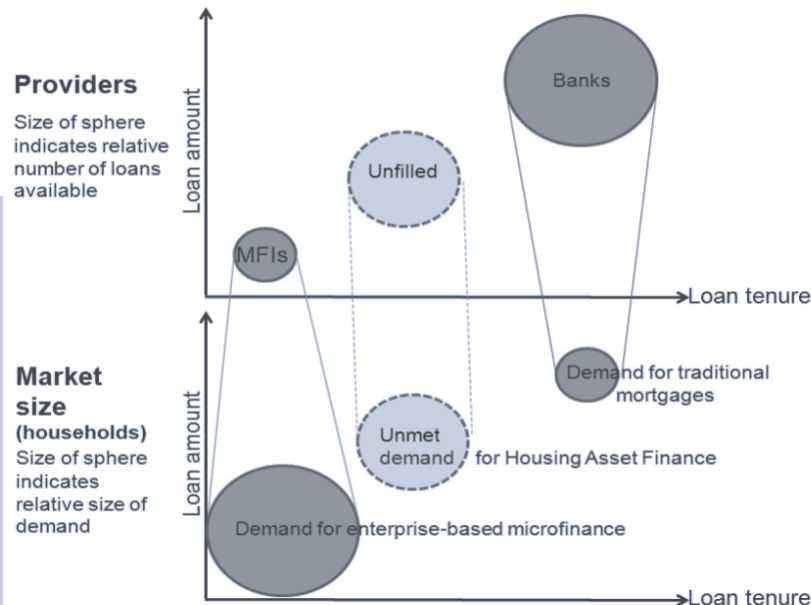 Providers
Size of sphere
indicates relative
number of loans
available
Loan amount
Banks
Unfilled
MFIs
Loan tenure
Market
size
(households)
Size of sphere
indicates
relative size of
demand
Loan amount
Demand for traditional
mortgages
Unmet
demand for Housing Asset Finance
Demand for enterprise-based microfinance
Loan tenure